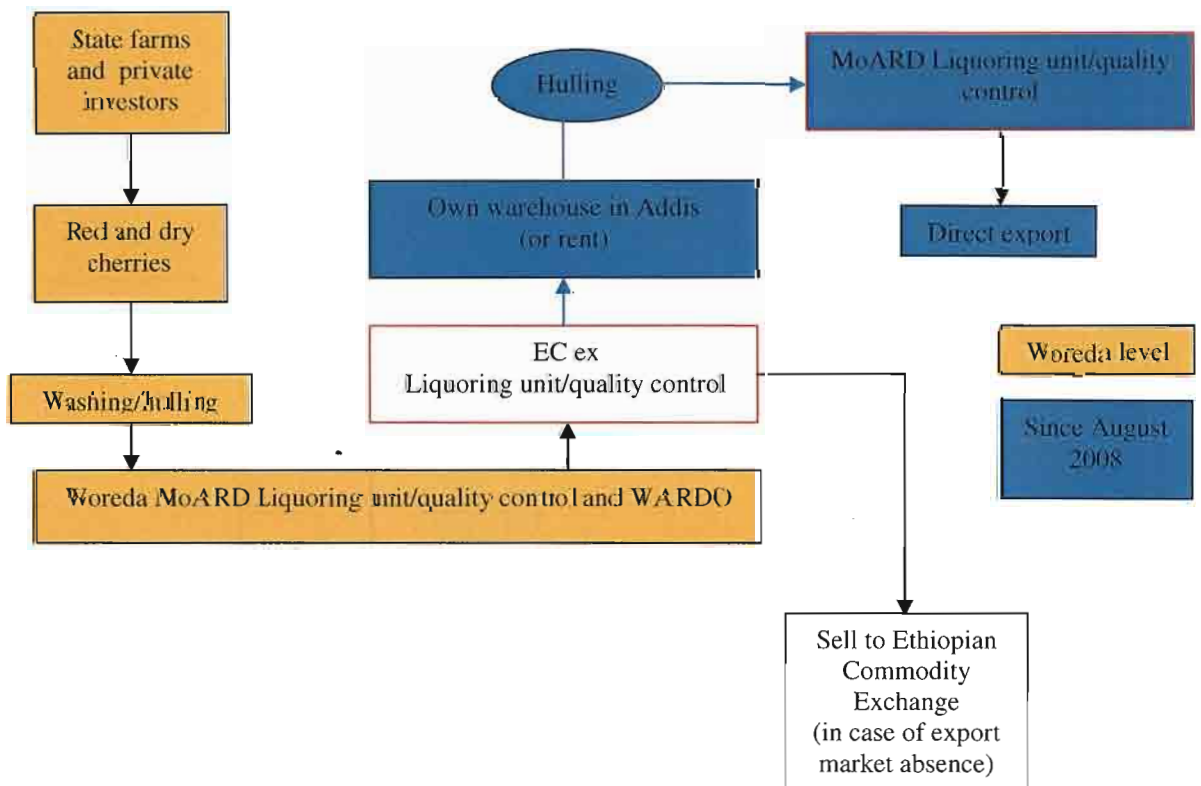 State farms
and private
investors
Red and dry
cherries
Washing/hulling
Woreda MoARD Liquoring unit/quality control and WARDO
EC ex
Liquoring unit/quality control
Own warehouse in Addis
(or rent)
Hulling
MoARD Liquoring unit/quality
control
Direct export
Sell to Ethiopian
Commodity
Exchange
(in case of export
market absence)
Woreda level
Since August
2008